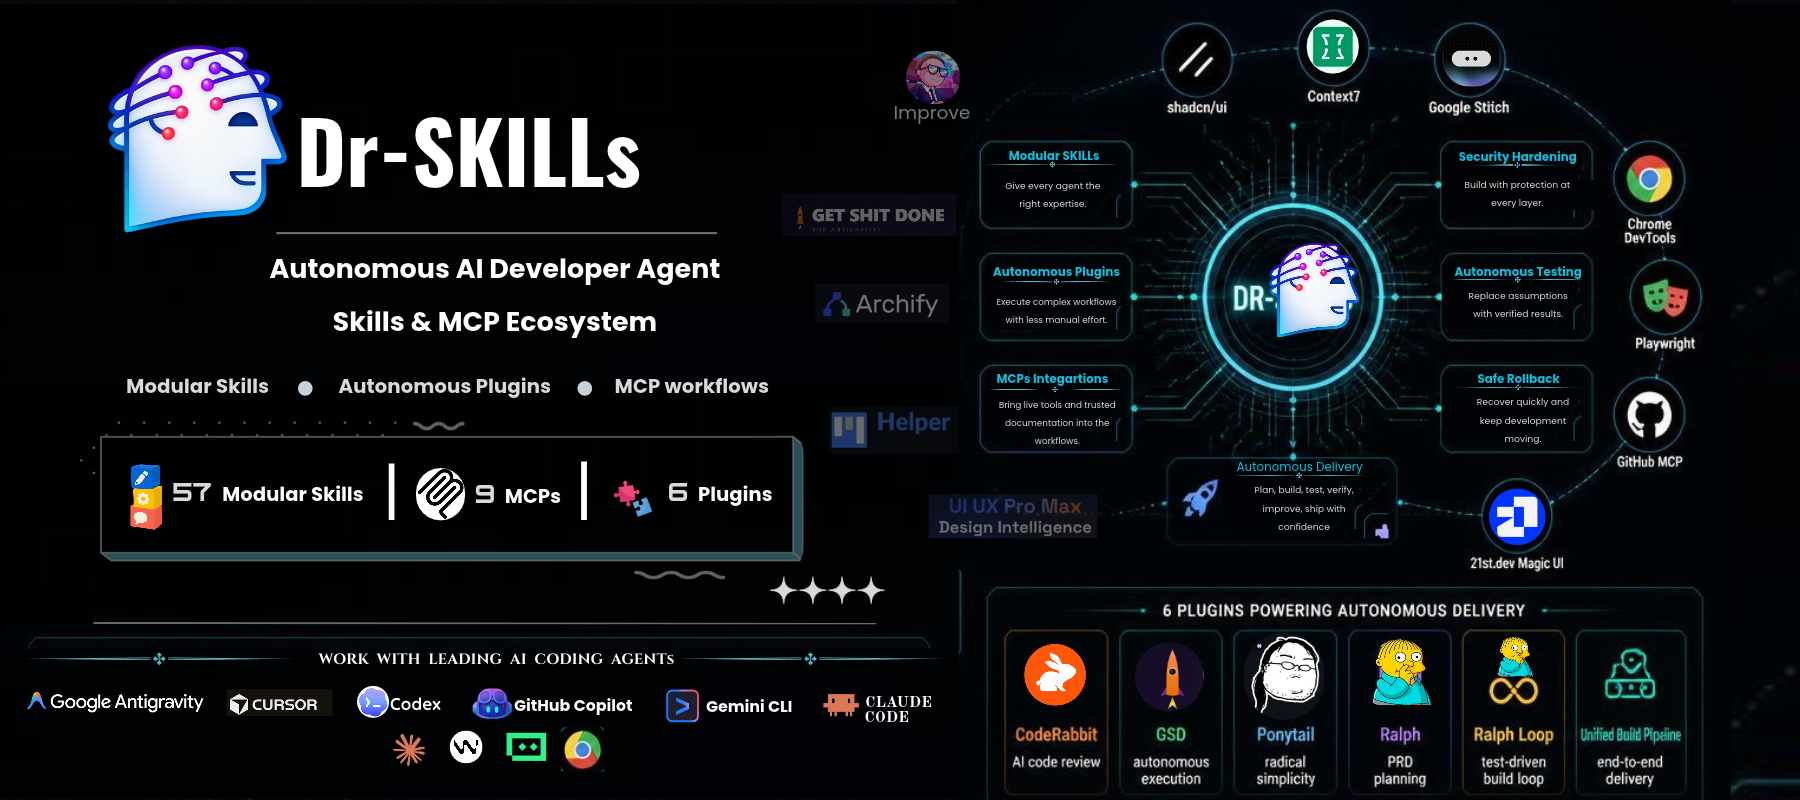 Dr-SKILLs
Autonomous AI Developer Agent
Skills & MCP Ecosystem
Modular Skills
Autonomous Plugins
MCP workflows
57 Modular Skills
9 MCPs
6 Plugins
WORK WITH LEADING AI CODING AGENTs
Google Antigravity
CURSOR
Codex
GitHub Copilot
Gemini CLI
CLAUDE
CODE
Improve
GET SHIT DONE
FOR ANTIGRAVITY
Archify
Helper
UI UX Pro Max
Design Intelligence
shadcn/ui
Context7
Google Stitch
Chrome
DevTools
Playwright
GitHub MCP
21st.dev Magic UI
Modular SKILLs
Give every agent the
right expertise.
Autonomous Plugins
Execute complex workflows
with less manual effort.
MCPs Integartions
Bring live tools and trusted
documentation into the
workflows.
DR-
Security Hardening
Build with protection at
every layer.
Autonomous Testing
Replace assumptions
with verified results.
Safe Rollback
Recover quickly and
keep development
moving.
Autonomous Delivery
Plan, build, test, verify,
improve, ship with
confidence
6 PLUGINS POWERING AUTONOMOUS DELIVERY
CodeRabbit
AI code review
GSD
autonomous
execution
Ponytail
radical
simplicity
Ralph
PRD
planning
Ralph Loop
test-driven
build loop
Unified Build Pipeline
end-to-end
delivery